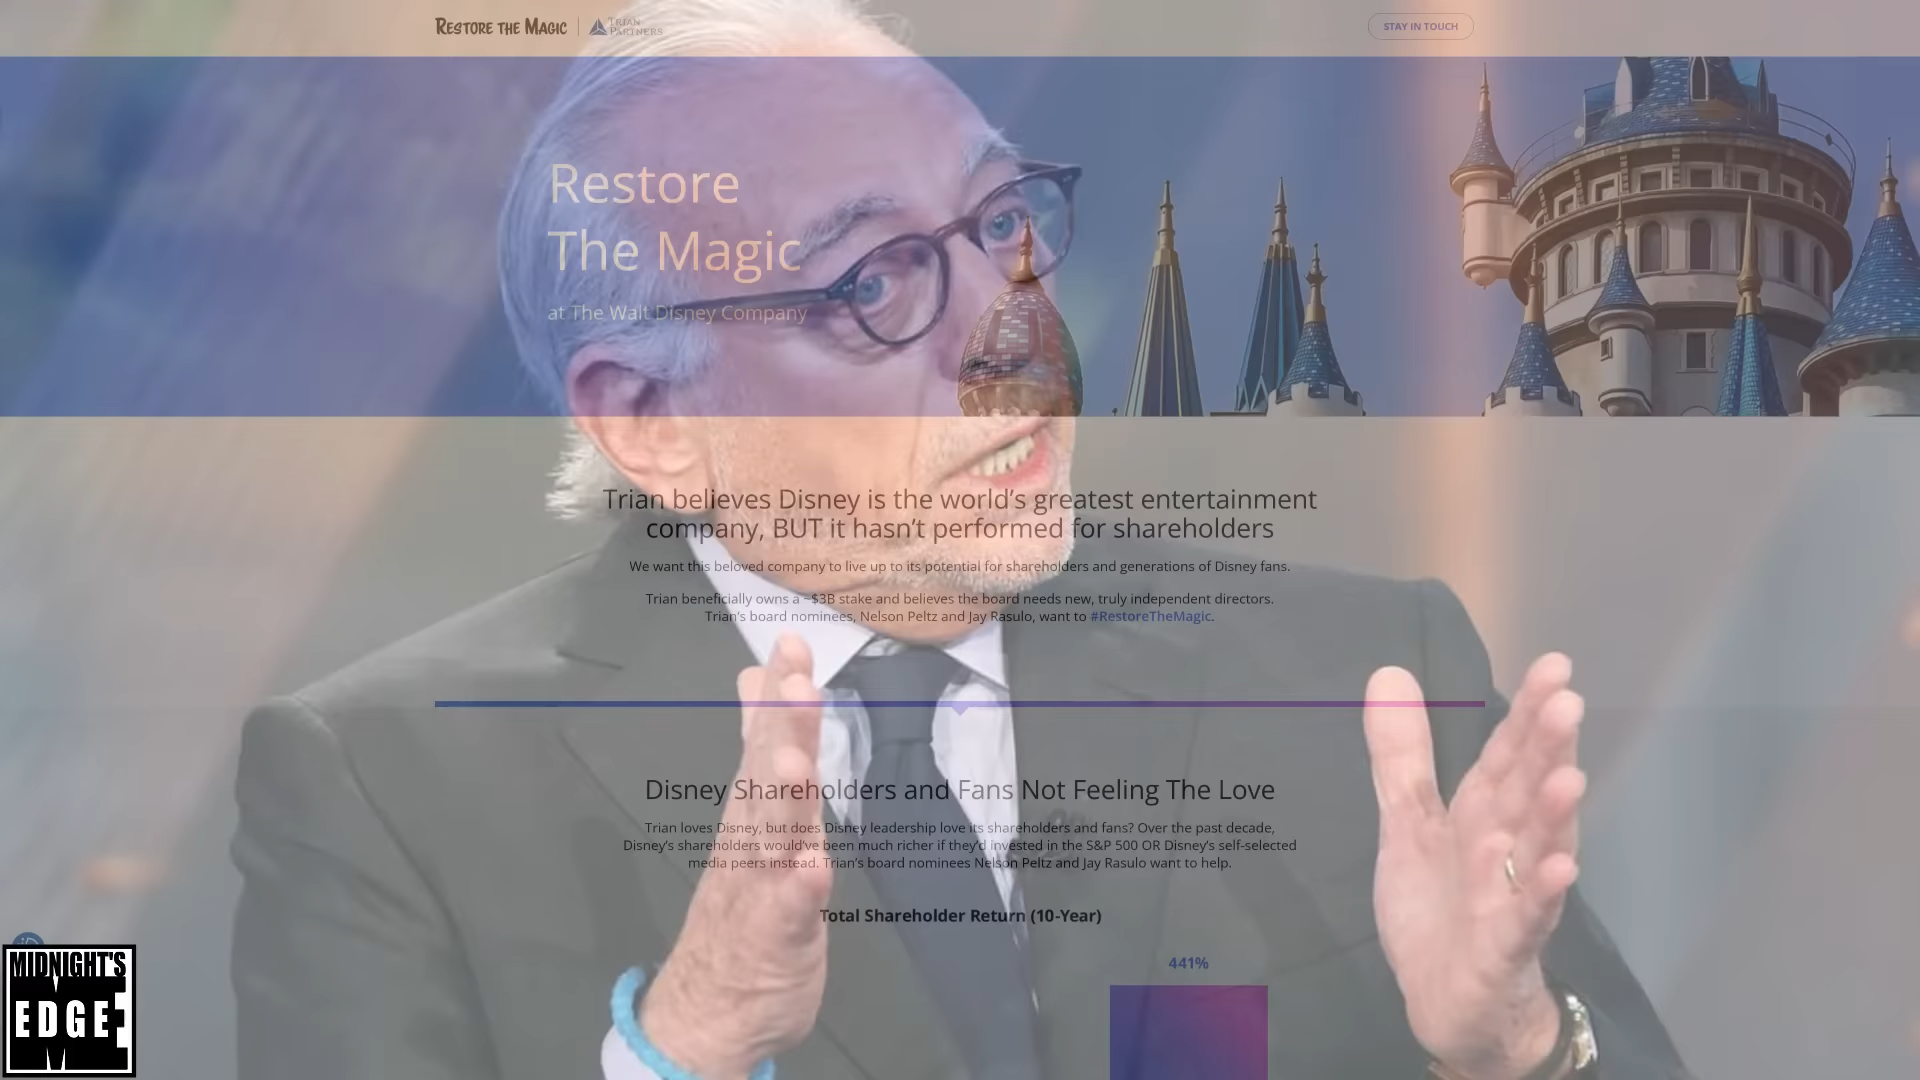 RESTORE THE MAGIC
TRIAN
PARTNERS
STAY IN TOUCH
Restore
The Magic
at The Walt Disney Company
Trian believes Disney is the world's greatest entertainment
company, BUT it hasn't performed for shareholders
We want this beloved company to live up to its potential for shareholders and generations of Disney fans.
Trian beneficially owns a ~$3B stake and believes the board needs new, truly independent directors.
Trian's board nominees, Nelson Peltz and Jay Rasulo, want to #RestoreTheMagic.
Disney Shareholders and Fans Not Feeling The Love
Trian loves Disney, but does Disney leadership love its shareholders and fans? Over the past decade,
Disney's shareholders would've been much richer if they'd invested in the S&P 500 OR Disney's self-selected
media peers instead. Trian's board nominees Nelson Peltz and Jay Rasulo want to help.
Total Shareholder Return (10-Year)
441%
MIDNIGHT'S
EDGE